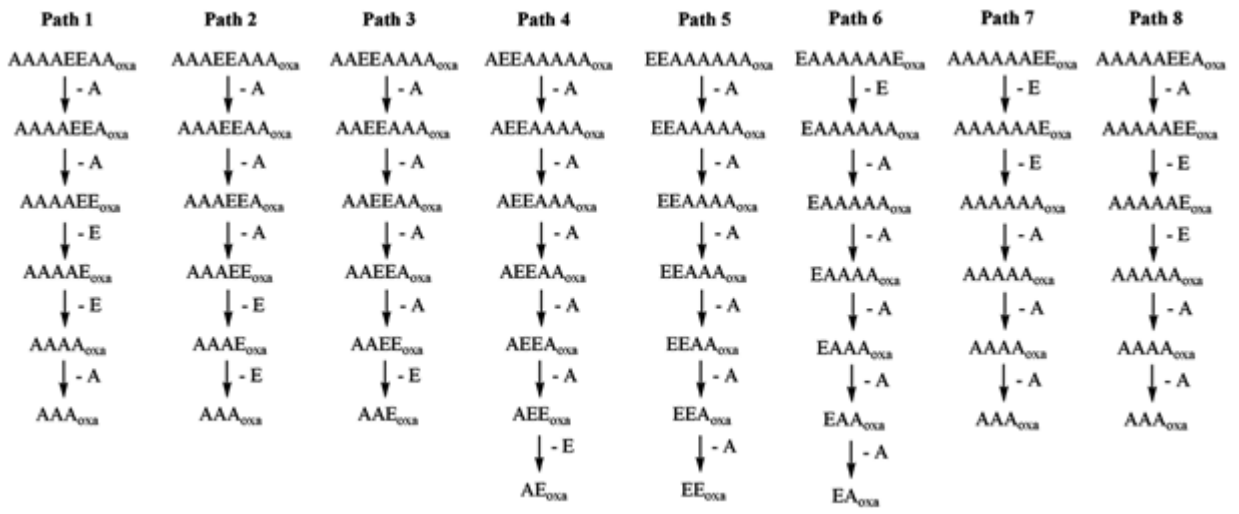 Path 1 Path 2 Path 3 Path 4 Path 5 Path 6 Path 7 Path 8
AAAAEEAAoxa AAAEEAAAoxa AAEEAAAAoxa AEEAAAAAoxa EEAAAAAAoxa EAAAAAAEoxa AAAAAAEEoxa AAAAAEEAoxa
- A - A - A - A - A - E - E - A
AAAAEEAoxa AAAEEAAoxa AAEEAAAoxa AEEAAAAoxa EEAAAAAoxa EAAAAAAoxa AAAAAAEoxa AAAAAEEoxa
- A - A - A - A - A - A - E - E
AAAAEEoxa AAAEEAoxa AAEEAAoxa AEEAAAoxa EEAAAAoxa EAAAAAoxa AAAAAAoxa AAAAAEoxa
- E - A - A - A - A - A - A - E
AAAAEoxa AAAEEoxa AAEEAoxa AEEAAoxa EEAAAoxa EAAAAoxa AAAAAoxa AAAAAoxa
- E - E - A - A - A - A - A - A
AAAAoxa AAAEoxa AAEEoxa AEEAoxa EEAAoxa EAAAoxa AAAAoxa AAAAoxa
- A - E - E - A - A - A - A - A
AAAoxa AAAoxa AAEoxa AEEoxa EEAoxa EAAoxa AAAoxa AAAoxa
- E - A - A
AEoxa EEoxa EAoxa